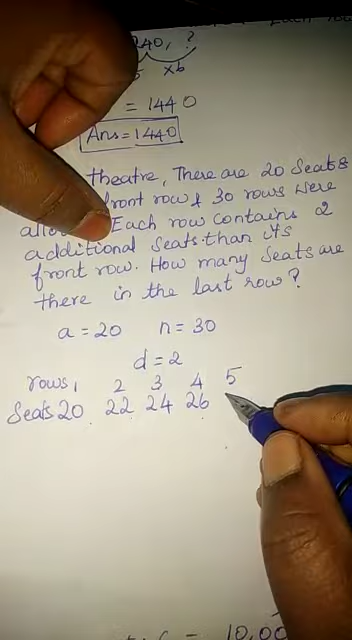 240, ?
×6
= 1440
Ans = 1440
theatre, There are 20 Seats
front row & 30 rows were
Each row contains 2
additional Seats than its
front row. How many Seats are
there in the last row?
a = 20 n = 30
d = 2
rows 1 2 3 4 5
Seats 20 22 24 26